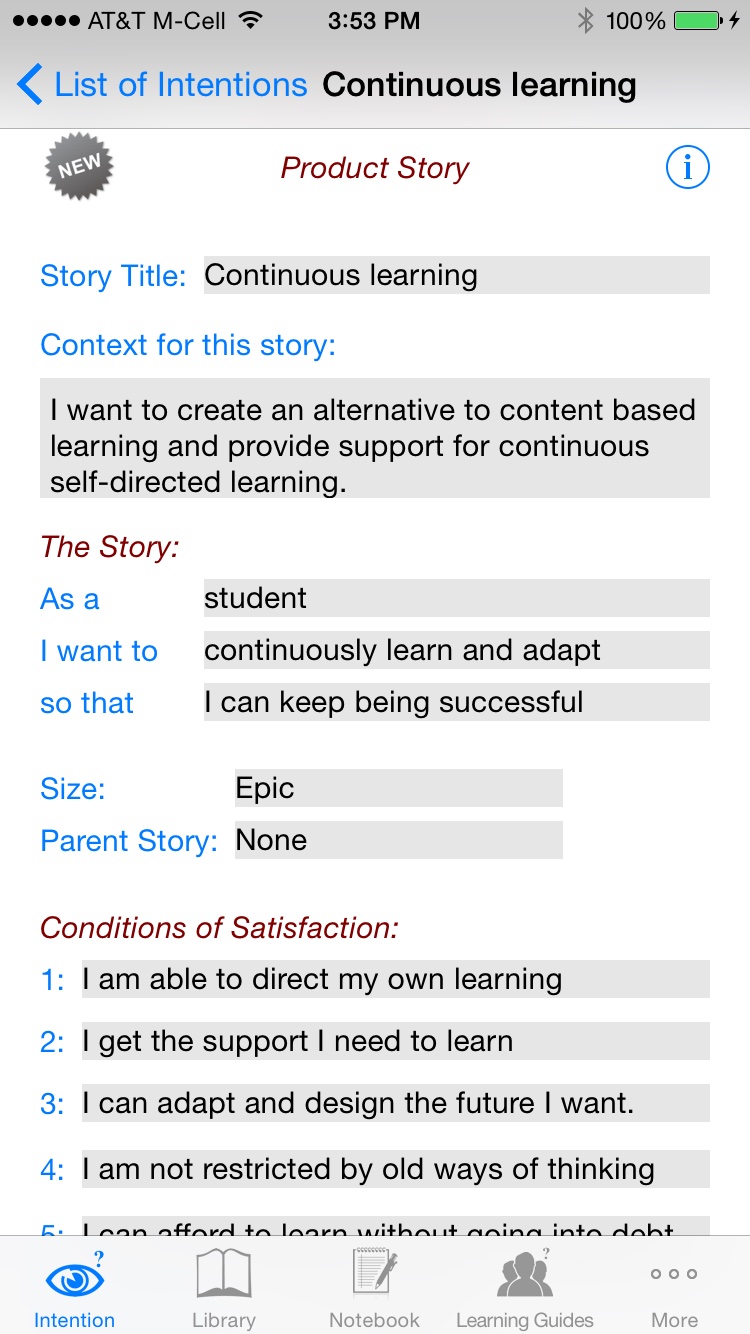 AT&T M-Cell 3:53 PM 100%
List of Intentions Continuous learning
NEW Product Story i
Story Title: Continuous learning
Context for this story:
I want to create an alternative to content based
learning and provide support for continuous
self-directed learning.
The Story:
As a student
I want to continuously learn and adapt
so that I can keep being successful
Size: Epic
Parent Story: None
Conditions of Satisfaction:
1: I am able to direct my own learning
2: I get the support I need to learn
3: I can adapt and design the future I want.
4: I am not restricted by old ways of thinking
5: I can afford to learn without going into debt
? ?
Intention Library Notebook Learning Guides More